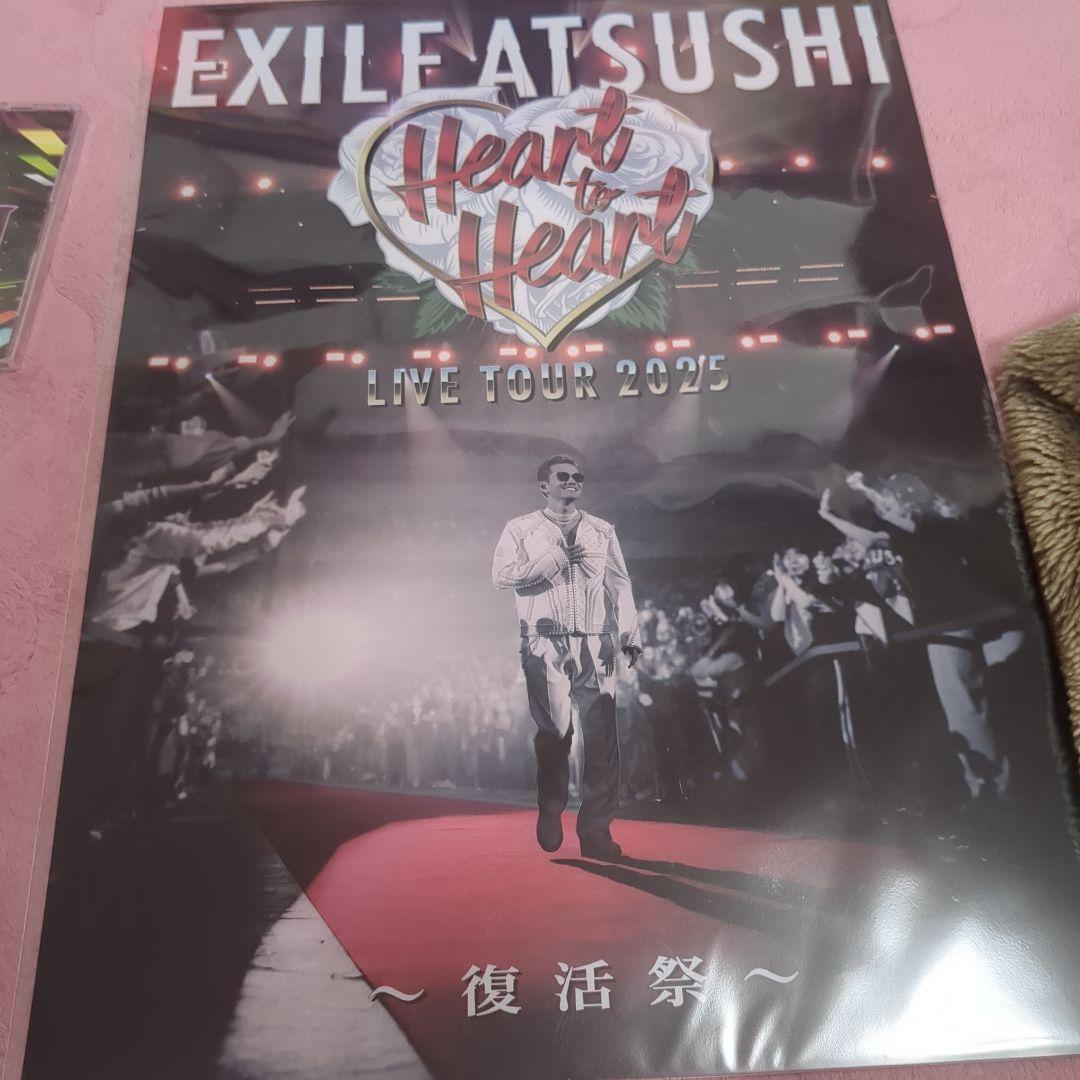 EXILE ATSUSHI
Heart
to
Heart
LIVE TOUR 2025
～復活祭～